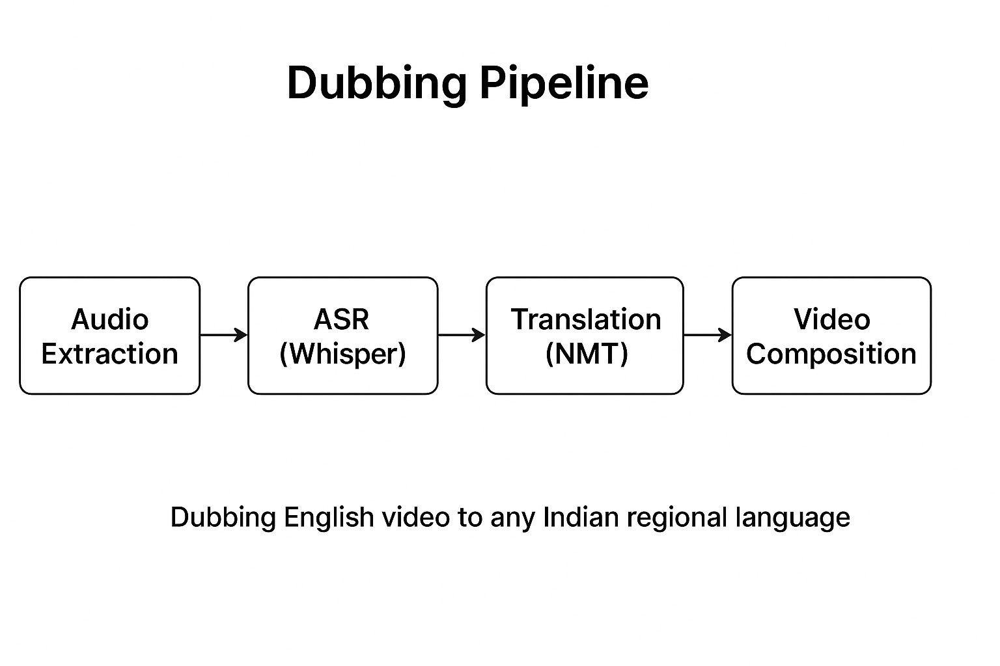 Dubbing Pipeline
Audio
Extraction
ASR
(Whisper)
Translation
(NMT)
Video
Composition
Dubbing English video to any Indian regional language